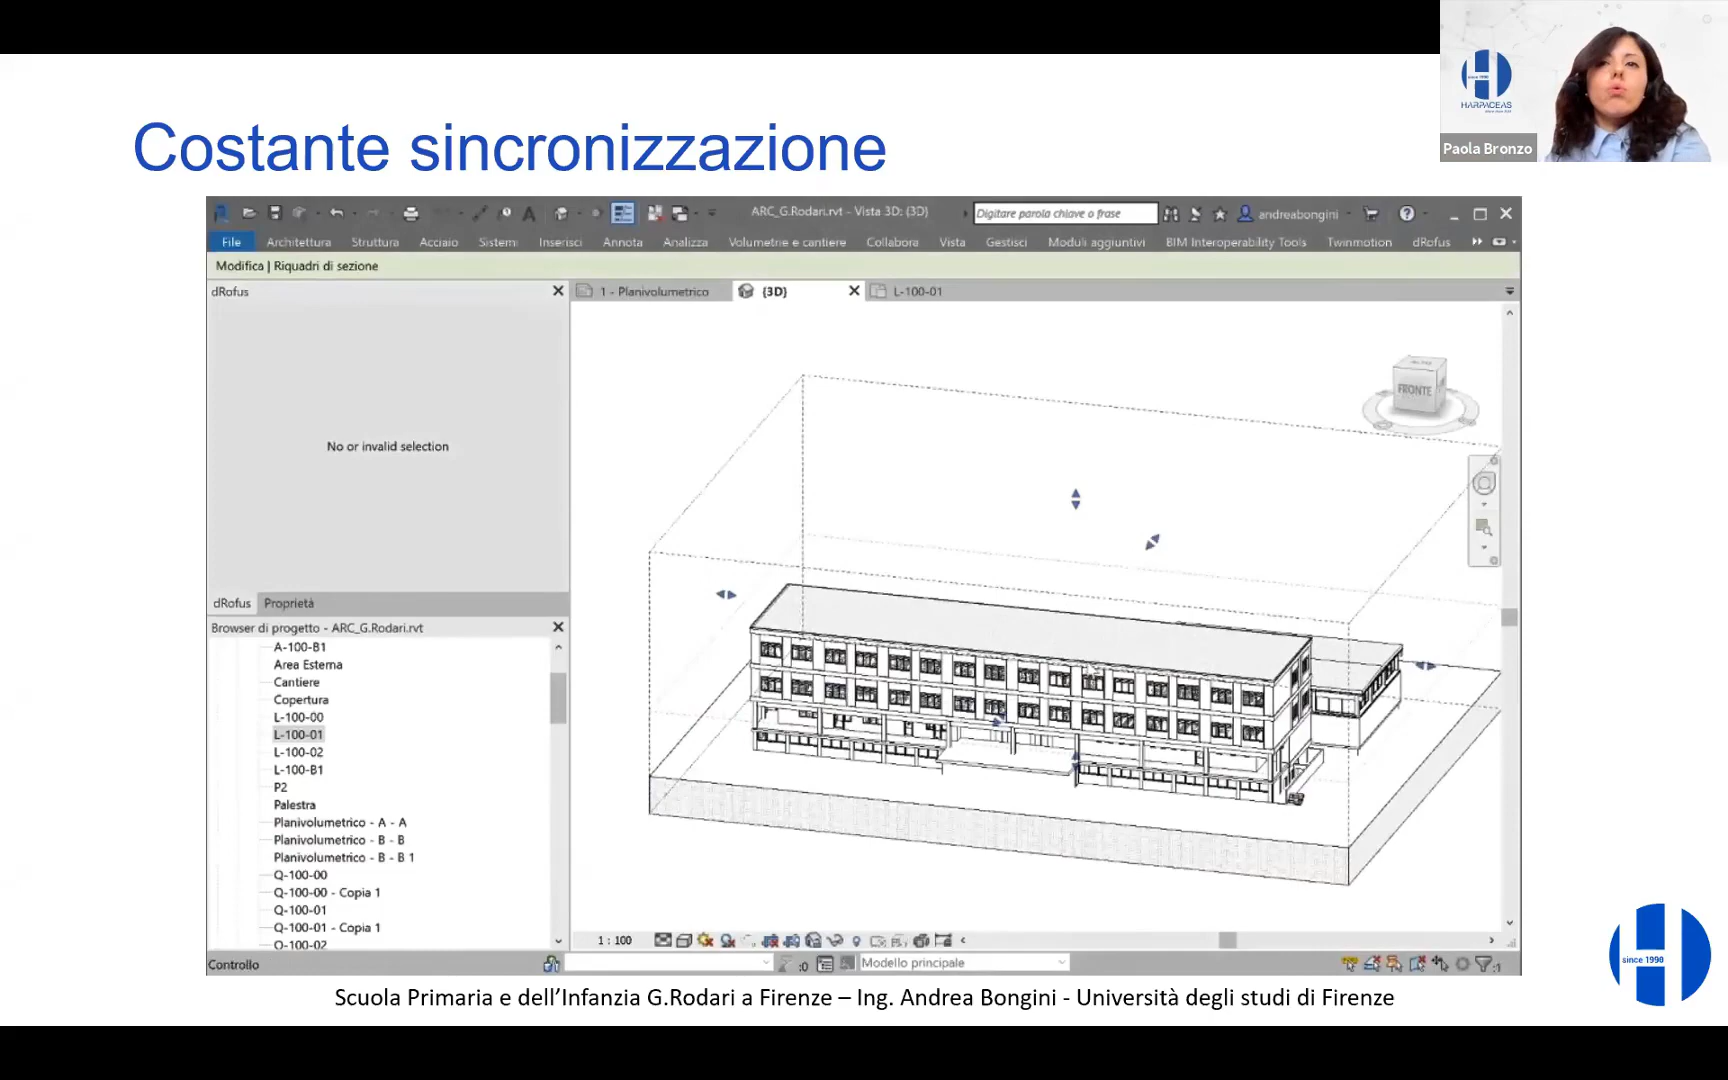 since 1990
HARPACEAS
Paola Bronzo
Costante sincronizzazione
ARC_G.Rodari.rvt - Vista 3D: {3D}
Digitare parola chiave o frase
andreabongini
File Architettura Struttura Acciaio Sistemi Inserisci Annota Analizza Volumetrie e cantiere Collabora Vista Gestisci Moduli aggiuntivi BIM Interoperability Tools Twinmotion dRofus
Modifica | Riquadri di sezione
dRofus
1 - Planivolumetrico
{3D}
L-100-01
ALTO
FRONTE
No or invalid selection
dRofus Proprietà
Browser di progetto - ARC_G.Rodari.rvt
A-100-B1
Area Esterna
Cantiere
Copertura
L-100-00
L-100-01
L-100-02
L-100-B1
P2
Palestra
Planivolumetrico - A - A
Planivolumetrico - B - B
Planivolumetrico - B - B 1
Q-100-00
Q-100-00 - Copia 1
Q-100-01
Q-100-01 - Copia 1
Q-100-02
1 : 100
Controllo
:0
Modello principale
:1
since 1990
Scuola Primaria e dell’Infanzia G.Rodari a Firenze – Ing. Andrea Bongini - Università degli studi di Firenze